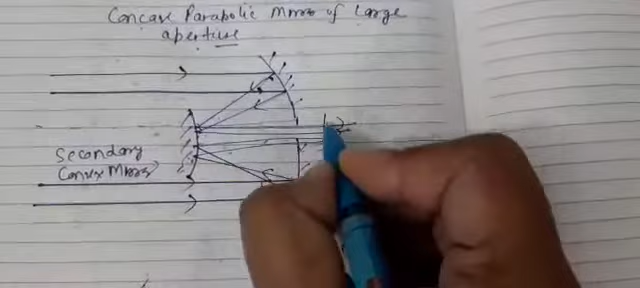 Concave Parabolic Mirror of large
aperture
Secondary
Convex Mirror